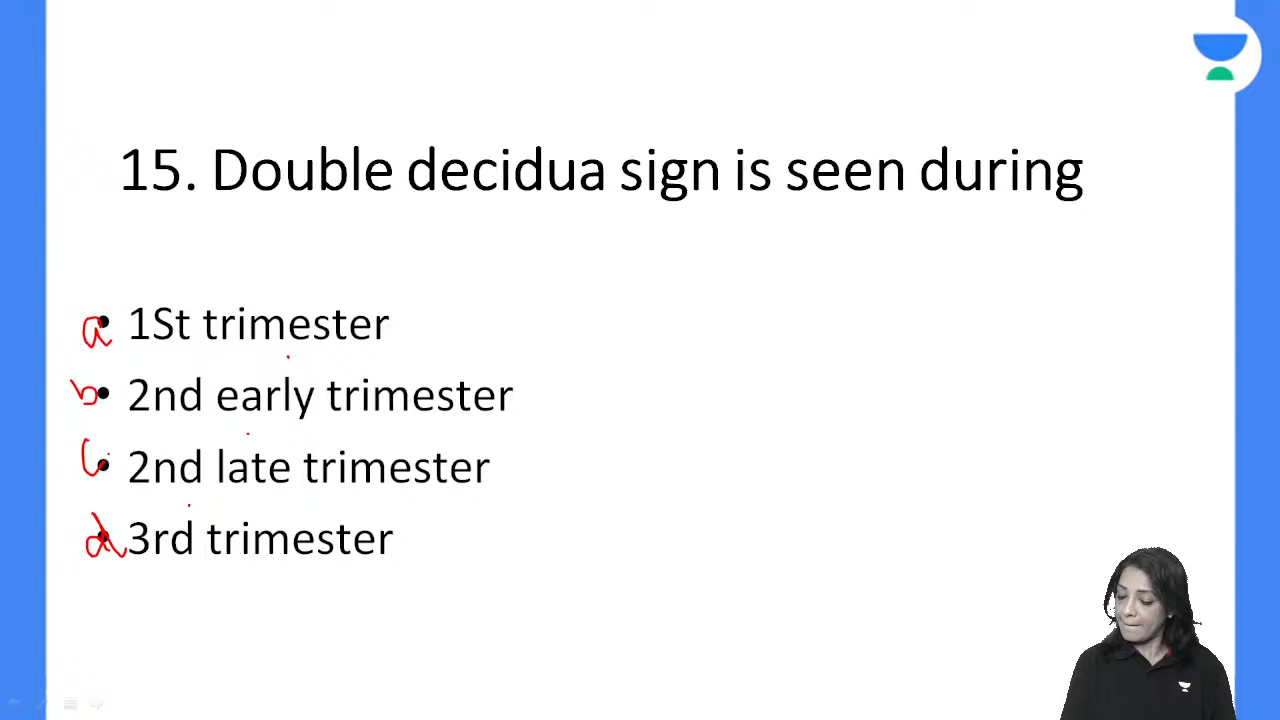 15. Double decidua sign is seen during
a • 1St trimester
b • 2nd early trimester
c • 2nd late trimester
d • 3rd trimester